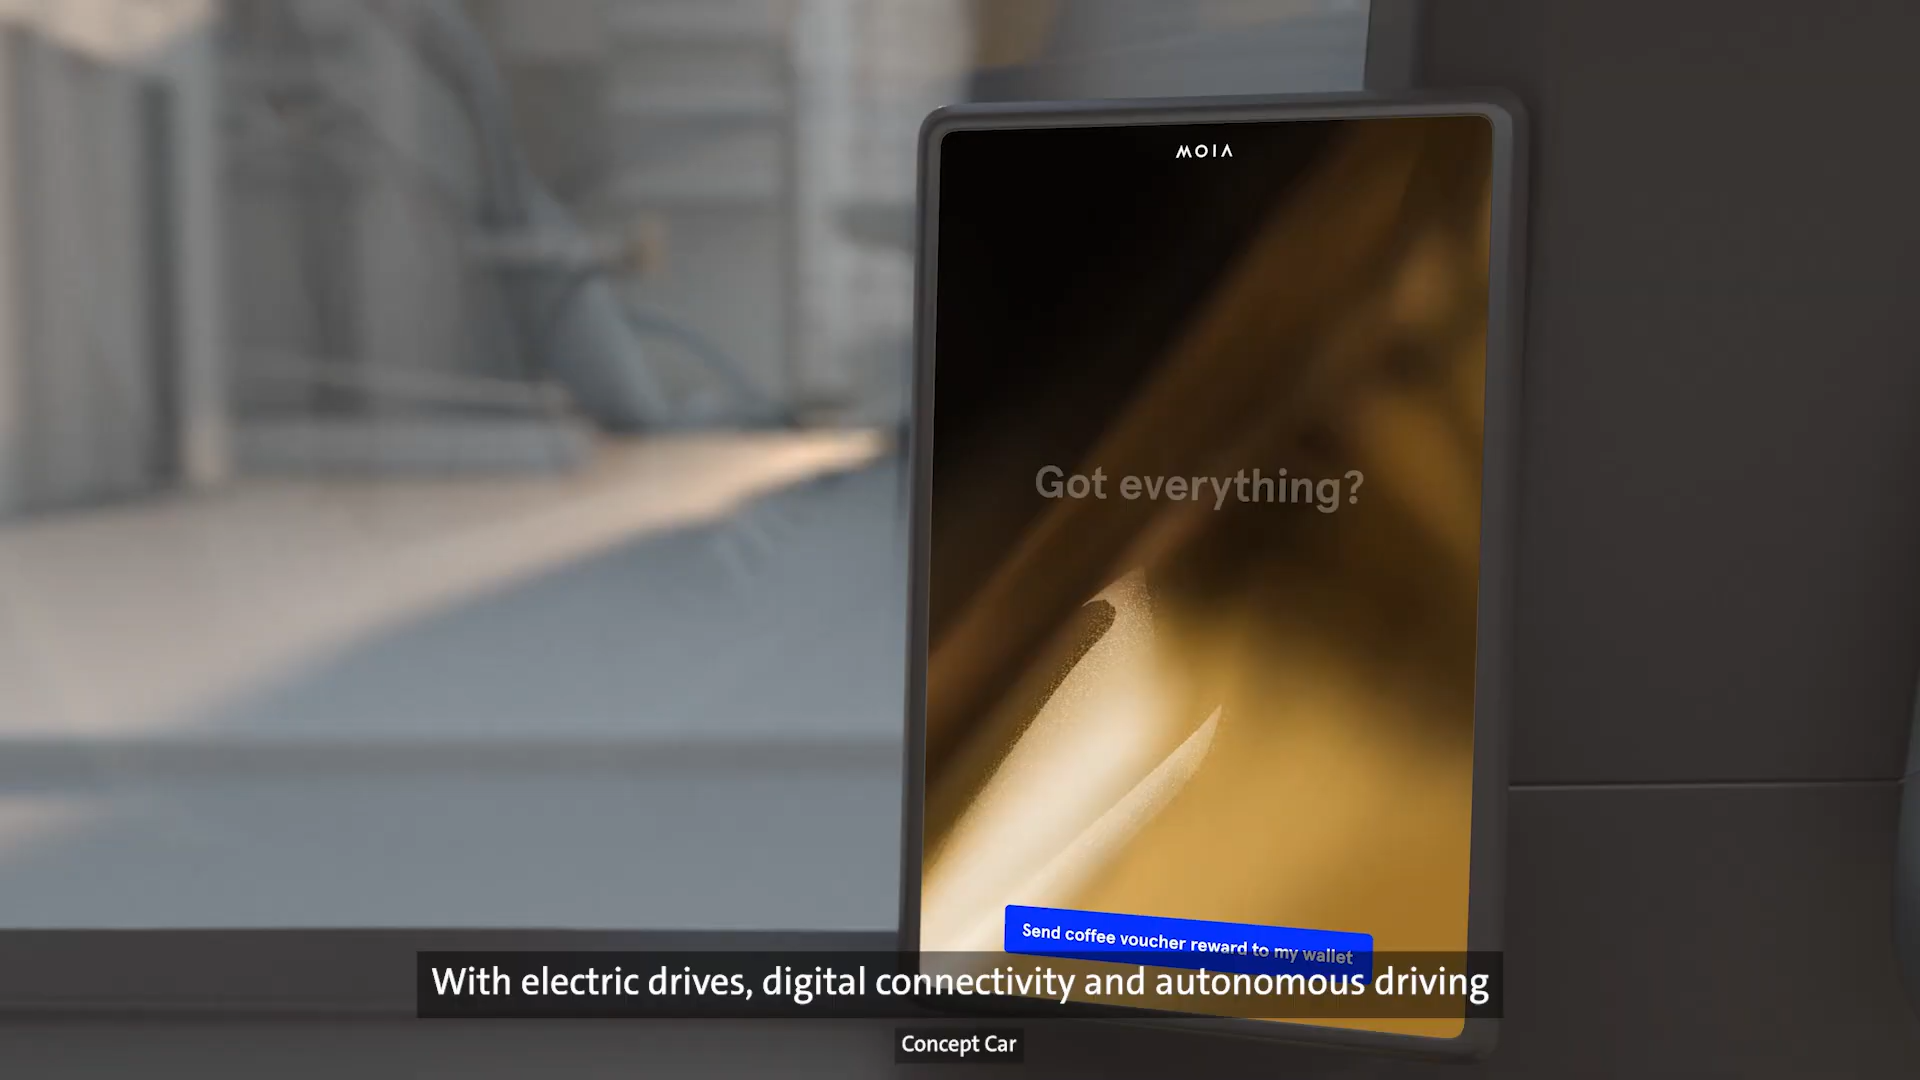 MOIA
Got everything?
Send coffee voucher reward to my wallet
With electric drives, digital connectivity and autonomous driving
Concept Car